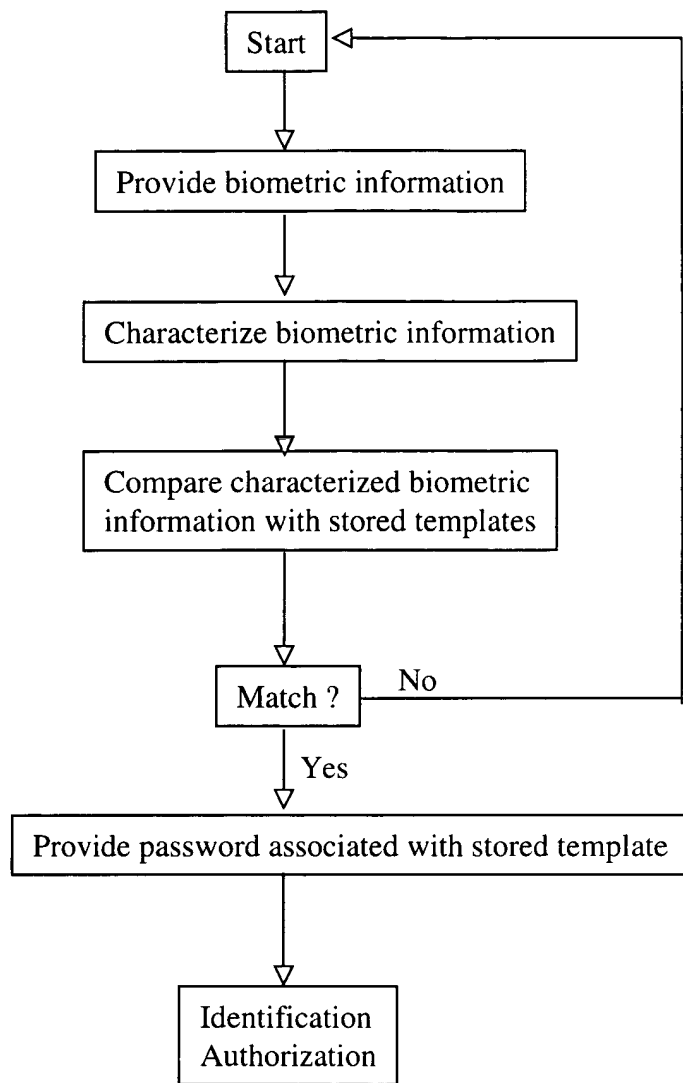 Start
Provide biometric information
Characterize biometric information
Compare characterized biometric
information with stored templates
Match ?
No
Yes
Provide password associated with stored template
Identification
Authorization